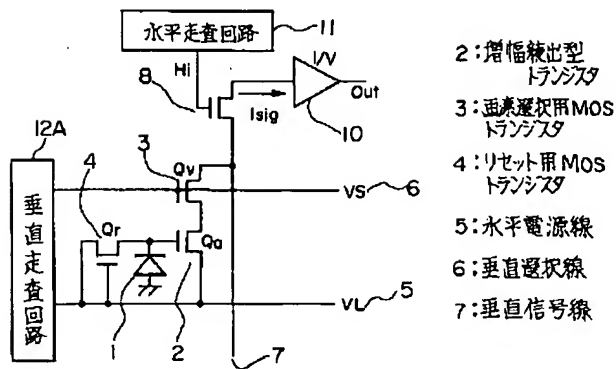 水平走査回路
11
Hi
I/V
8
Isig
Out
10
12A
3
4
Qv
VS
6
垂直走査回路
Qr
Qa
VL
5
1
2
7
2:増幅読出型
トランジスタ
3:画素選択用MOS
トランジスタ
4:リセット用MOS
トランジスタ
5:水平電源線
6:垂直選択線
7:垂直信号線